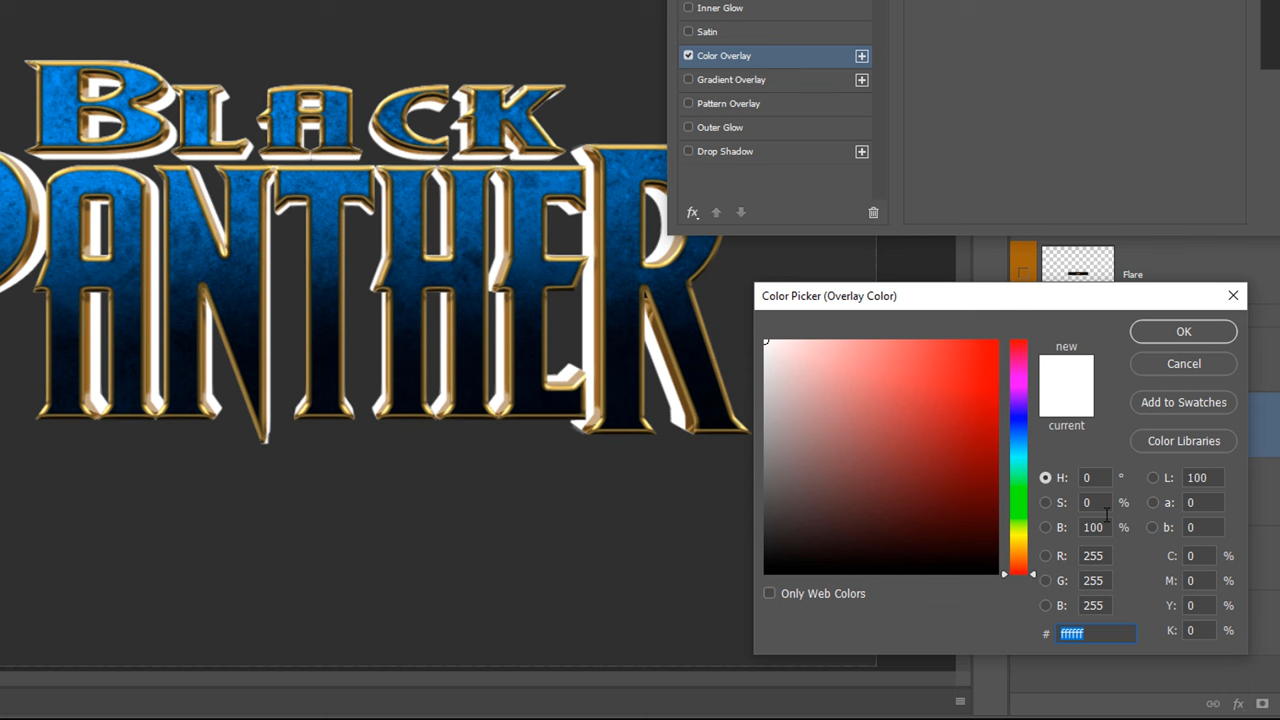 Inner Glow
Satin
Color Overlay
Gradient Overlay
Pattern Overlay
Outer Glow
Drop Shadow
fx
BLACK
PANTHER
Flare
Color Picker (Overlay Color)
OK
new
Cancel
Add to Swatches
current
Color Libraries
H: 0 ° L: 100
S: 0 % a: 0
B: 100 % b: 0
R: 255 C: 0 %
G: 255 M: 0 %
Only Web Colors
B: 255 Y: 0 %
# ffffff K: 0 %
fx